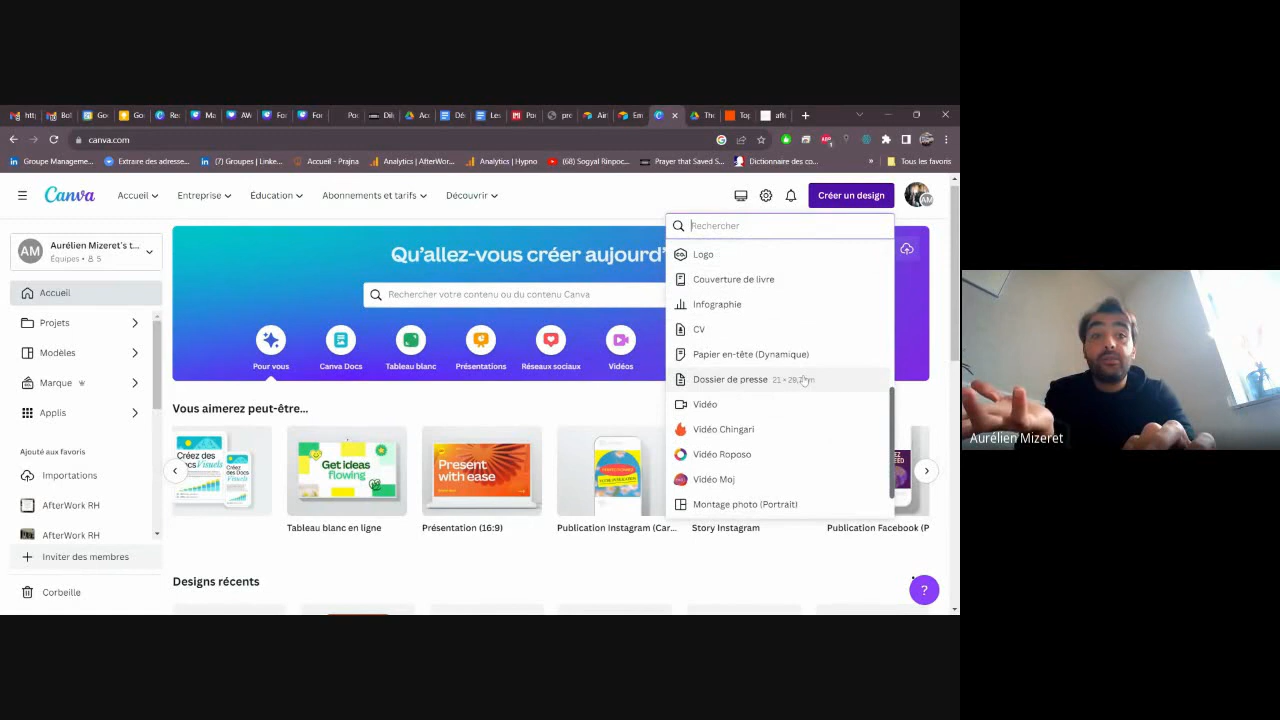 canva.com
Groupe Manageme...
Extraire des adresse...
(7) Groupes | Linke...
Accueil - Prajna
Analytics | AfterWor...
Analytics | Hypno
(68) Sogyal Rinpoc...
Prayer that Saved S...
Dictionnaire des co...
»
Tous les favoris
Canva
Accueil
Entreprise
Éducation
Abonnements et tarifs
Découvrir
Créer un design
AM
AM
Aurélien Mizeret's t...
Équipes • 5
Accueil
Projets
Modèles
Marque
Applis
Ajouté aux favoris
Importations
AfterWork RH
AfterWork RH
Inviter des membres
Corbeille
Qu'allez-vous créer aujourd'
Rechercher votre contenu ou du contenu Canva
Pour vous
Canva Docs
Tableau blanc
Présentations
Réseaux sociaux
Vidéos
Rechercher
Logo
Couverture de livre
Infographie
CV
Papier en-tête (Dynamique)
Dossier de presse
Vidéo
Vidéo Chingari
Vidéo Roposo
Vidéo Moj
Montage photo (Portrait)
Vous aimerez peut-être...
Créez des
Docs
Visuels
Get ideas
flowing
Present
with ease
Tableau blanc en ligne
Présentation (16:9)
Publication Instagram (Car...
Story Instagram
Publication Facebook (P
Designs récents
?
Aurélien Mizeret